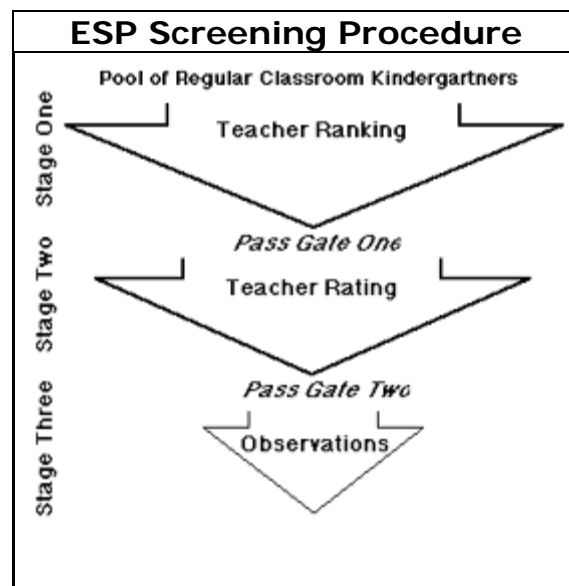 ESP Screening Procedure
Pool of Regular Classroom Kindergartners
Stage One
Teacher Ranking
Pass Gate One
Stage Two
Teacher Rating
Pass Gate Two
Stage Three
Observations